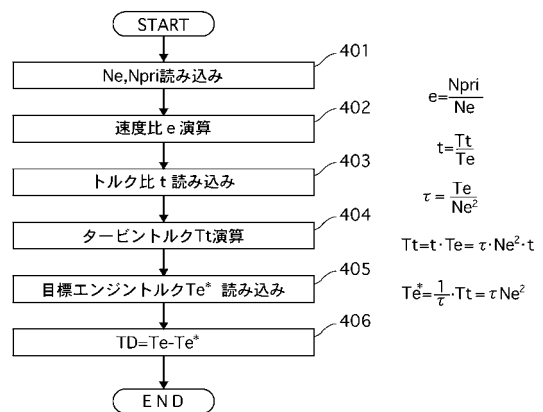 START
401
Ne,Npri読み込み
402
速度比 e 演算
403
トルク比 t 読み込み
404
タービントルクTt演算
405
目標エンジントルクTe* 読み込み
406
TD=Te-Te*
END
e=Npri/Ne
t=Tt/Te
τ=Te/Ne²
Tt=t·Te=τ·Ne²·t
Te*=1/τ·Tt=τNe²